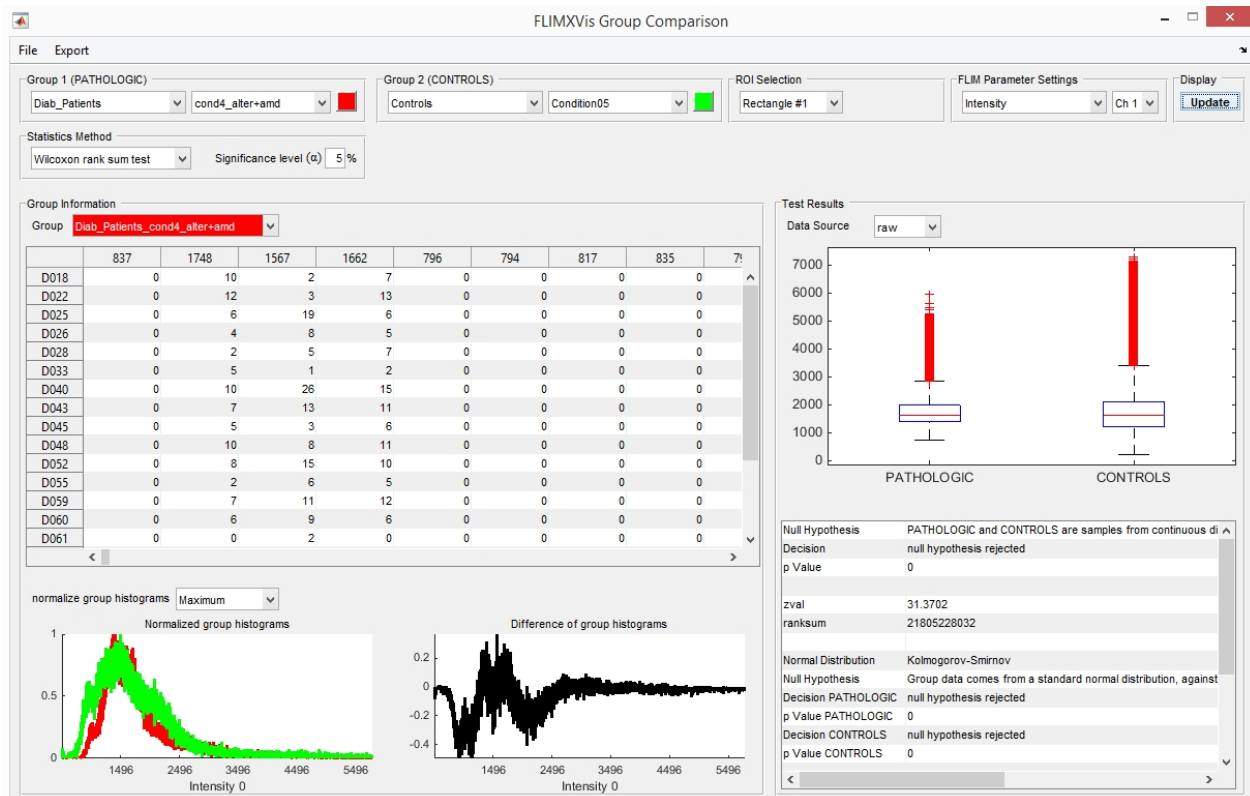 FLIMXVis Group Comparison
File Export
Group 1 (PATHOLOGIC)
Diab_Patients cond4_alter+amd
Group 2 (CONTROLS)
Controls Condition05
ROI Selection
Rectangle #1
FLIM Parameter Settings
Intensity Ch 1
Display
Update
Statistics Method
Wilcoxon rank sum test Significance level (α) 5 %
Group Information
Group Diab_Patients_cond4_alter+amd
837 1748 1567 1662 796 794 817 835
D018 0 10 2 7 0 0 0 0
D022 0 12 3 13 0 0 0 0
D025 0 6 19 6 0 0 0 0
D026 0 4 8 5 0 0 0 0
D028 0 2 5 7 0 0 0 0
D033 0 5 1 2 0 0 0 0
D040 0 10 26 15 0 0 0 0
D043 0 7 13 11 0 0 0 0
D045 0 5 3 6 0 0 0 0
D048 0 10 8 11 0 0 0 0
D052 0 8 15 10 0 0 0 0
D055 0 2 6 5 0 0 0 0
D059 0 7 11 12 0 0 0 0
D060 0 6 9 6 0 0 0 0
D061 0 0 2 0 0 0 0 0
normalize group histograms Maximum
Normalized group histograms
1
0.5
0
1496 2496 3496 4496 5496
Intensity 0
Difference of group histograms
0.2
0
-0.2
-0.4
1496 2496 3496 4496 5496
Intensity 0
Test Results
Data Source raw
7000
6000
5000
4000
3000
2000
1000
0
PATHOLOGIC CONTROLS
Null Hypothesis PATHOLOGIC and CONTROLS are samples from continuous di
Decision null hypothesis rejected
p Value 0
zval 31.3702
ranksum 21805228032
Normal Distribution Kolmogorov-Smirnov
Null Hypothesis Group data comes from a standard normal distribution, against
Decision PATHOLOGIC null hypothesis rejected
p Value PATHOLOGIC 0
Decision CONTROLS null hypothesis rejected
p Value CONTROLS 0